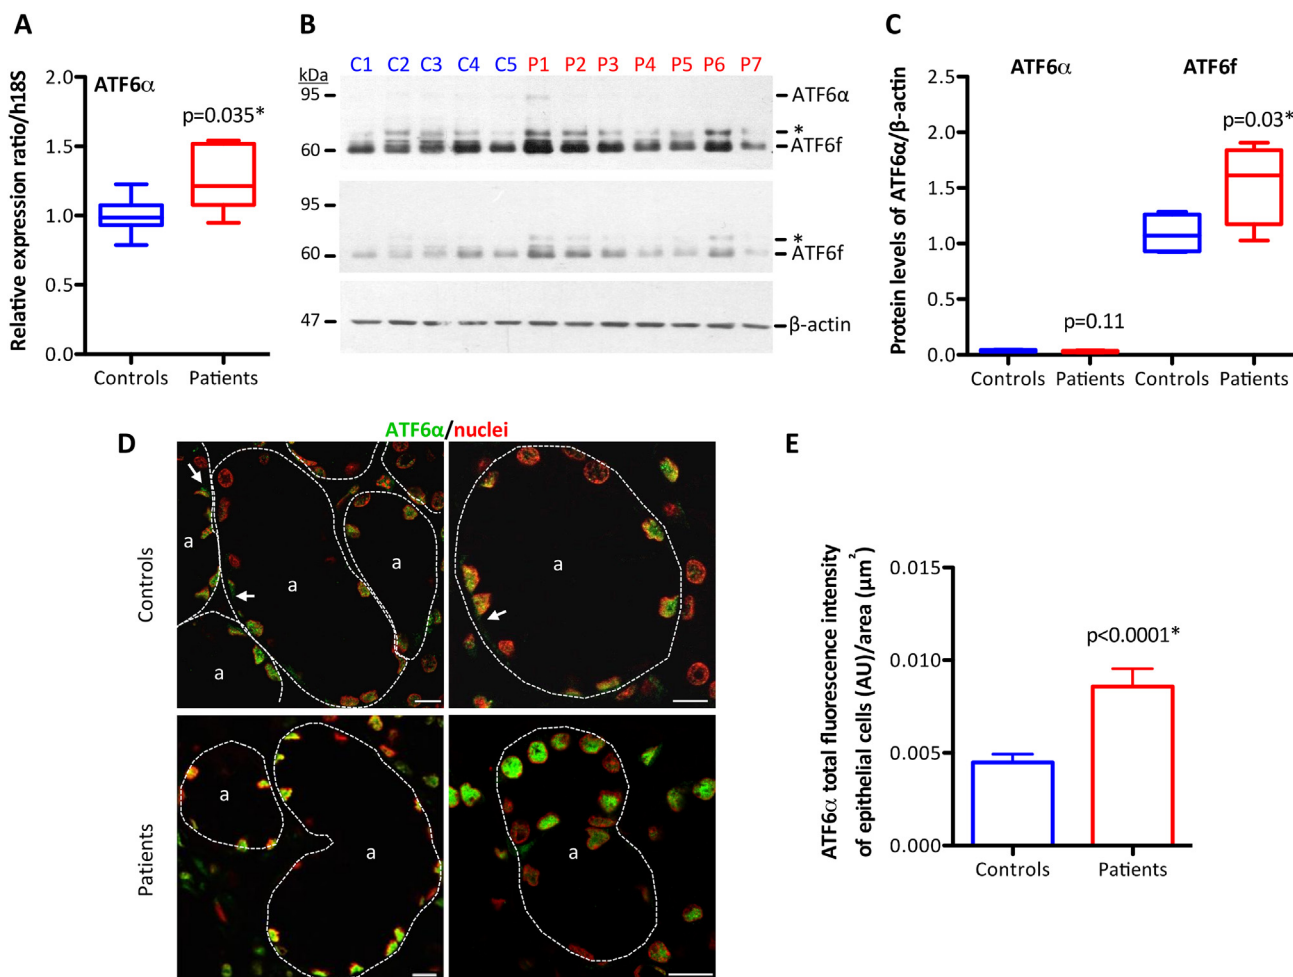 A
ATF6α
p=0.035*
Relative expression ratio/h18S
2.0
1.5
1.0
0.5
0.0
Controls
Patients
B
kDa
C1 C2 C3 C4 C5 P1 P2 P3 P4 P5 P6 P7
95
ATF6α
*
60
ATF6f
95
*
60
ATF6f
47
β-actin
C
ATF6α
ATF6f
Protein levels of ATF6α/β-actin
2.5
2.0
1.5
1.0
0.5
0.0
p=0.11
p=0.03*
Controls
Patients
Controls
Patients
D
ATF6α/nuclei
Controls
a
a
a
a
a
Patients
a
a
a
E
ATF6α total fluorescence intensity
of epithelial cells (AU)/area (μm²)
0.015
0.010
0.005
0.000
p<0.0001*
Controls
Patients